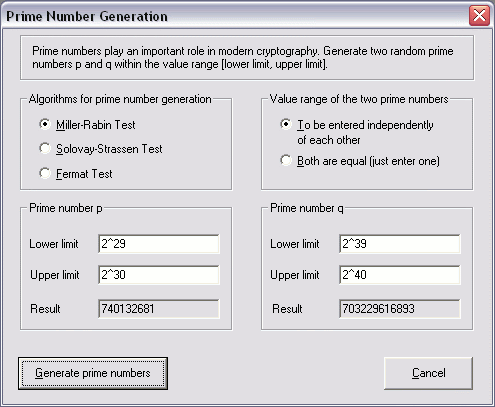 Prime Number Generation
Prime numbers play an important role in modern cryptography. Generate two random prime
numbers p and q within the value range [lower limit, upper limit].
Algorithms for prime number generation
Miller-Rabin Test
Solovay-Strassen Test
Fermat Test
Value range of the two prime numbers
To be entered independently
of each other
Both are equal (just enter one)
Prime number p
Lower limit 2^29
Upper limit 2^30
Result 740132681
Prime number q
Lower limit 2^39
Upper limit 2^40
Result 703229616893
Generate prime numbers
Cancel